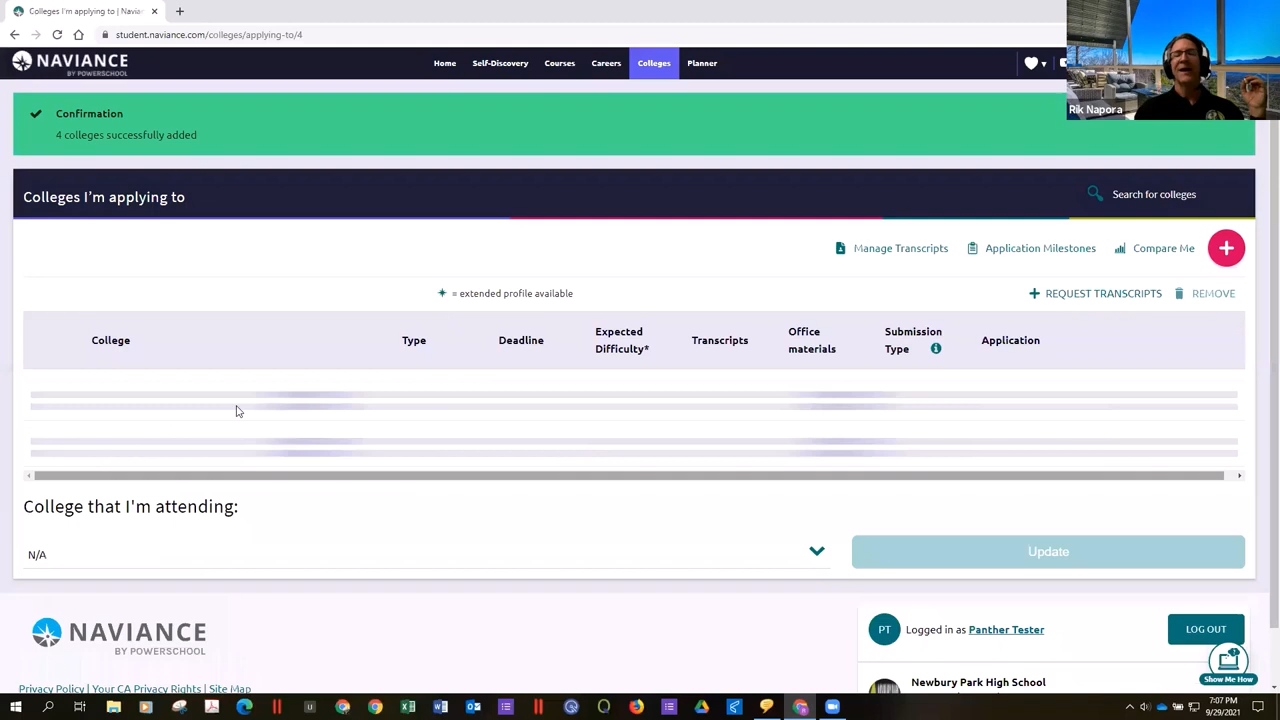 Colleges I'm applying to | Navian
student.naviance.com/colleges/applying-to/4
NAVIANCE
BY POWERSCHOOL
Home
Self-Discovery
Courses
Careers
Colleges
Planner
Rik Napora
Confirmation
4 colleges successfully added
Colleges I'm applying to
Search for colleges
Manage Transcripts
Application Milestones
Compare Me
= extended profile available
REQUEST TRANSCRIPTS
REMOVE
College
Type
Deadline
Expected
Difficulty*
Transcripts
Office
materials
Submission
Type
Application
College that I'm attending:
N/A
Update
NAVIANCE
BY POWERSCHOOL
PT
Logged in as Panther Tester
LOG OUT
Show Me How
Newbury Park High School
Privacy Policy | Your CA Privacy Rights | Site Map
7:07 PM
9/29/2021